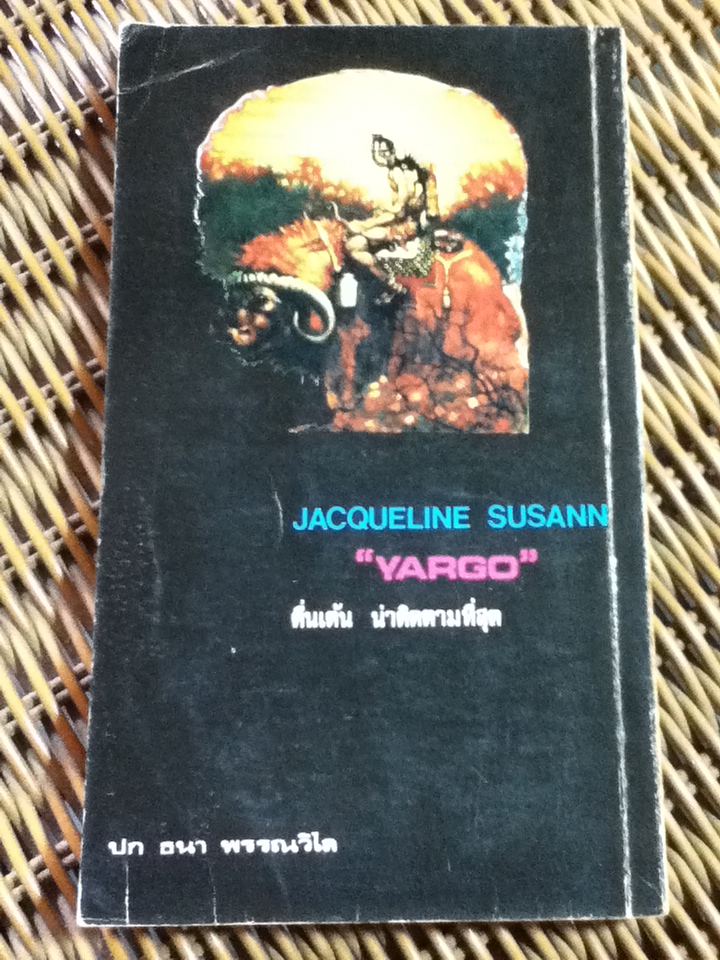 JACQUELINE SUSANN
"YARGO"
ตื่นเต้น น่าติดตามที่สุด
ปก ธนา พรรณวิไล